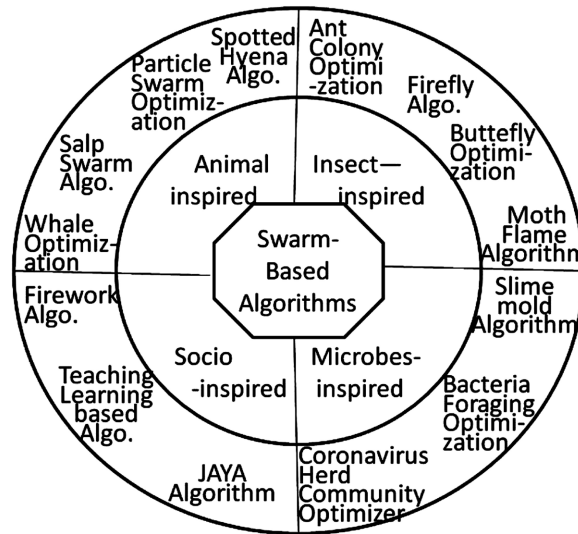 Spotted
Hyena
Algo.
Particle
Swarm
Optimiz-
ation
Salp
Swarm
Algo.
Whale
Optimiz-
ation
Ant
Colony
Optimi
-zation
Firefly
Algo.
Buttefly
Optimi-
zation
Moth
Flame
Algorithm
Animal
inspired
Insect—
inspired
Swarm-
Based
Algorithms
Socio
-inspired
Microbes-
inspired
Firework
Algo.
Teaching
Learning
based
Algo.
JAYA
Algorithm
Slime
mold
Algorithm
Bacteria
Foraging
Optimi-
zation
Coronavirus
Herd
Community
Optimizer